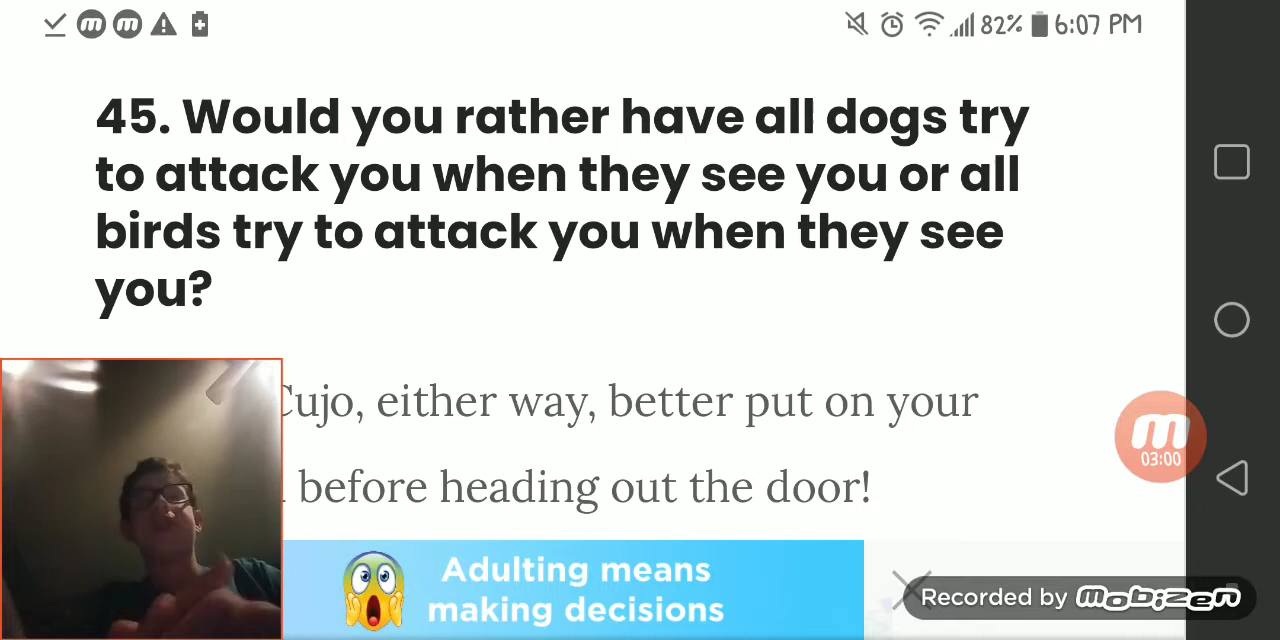 82% 6:07 PM
45. Would you rather have all dogs try
to attack you when they see you or all
birds try to attack you when they see
you?
Cujo, either way, better put on your
before heading out the door!
m
03:00
Adulting means
making decisions
Recorded by mobizen